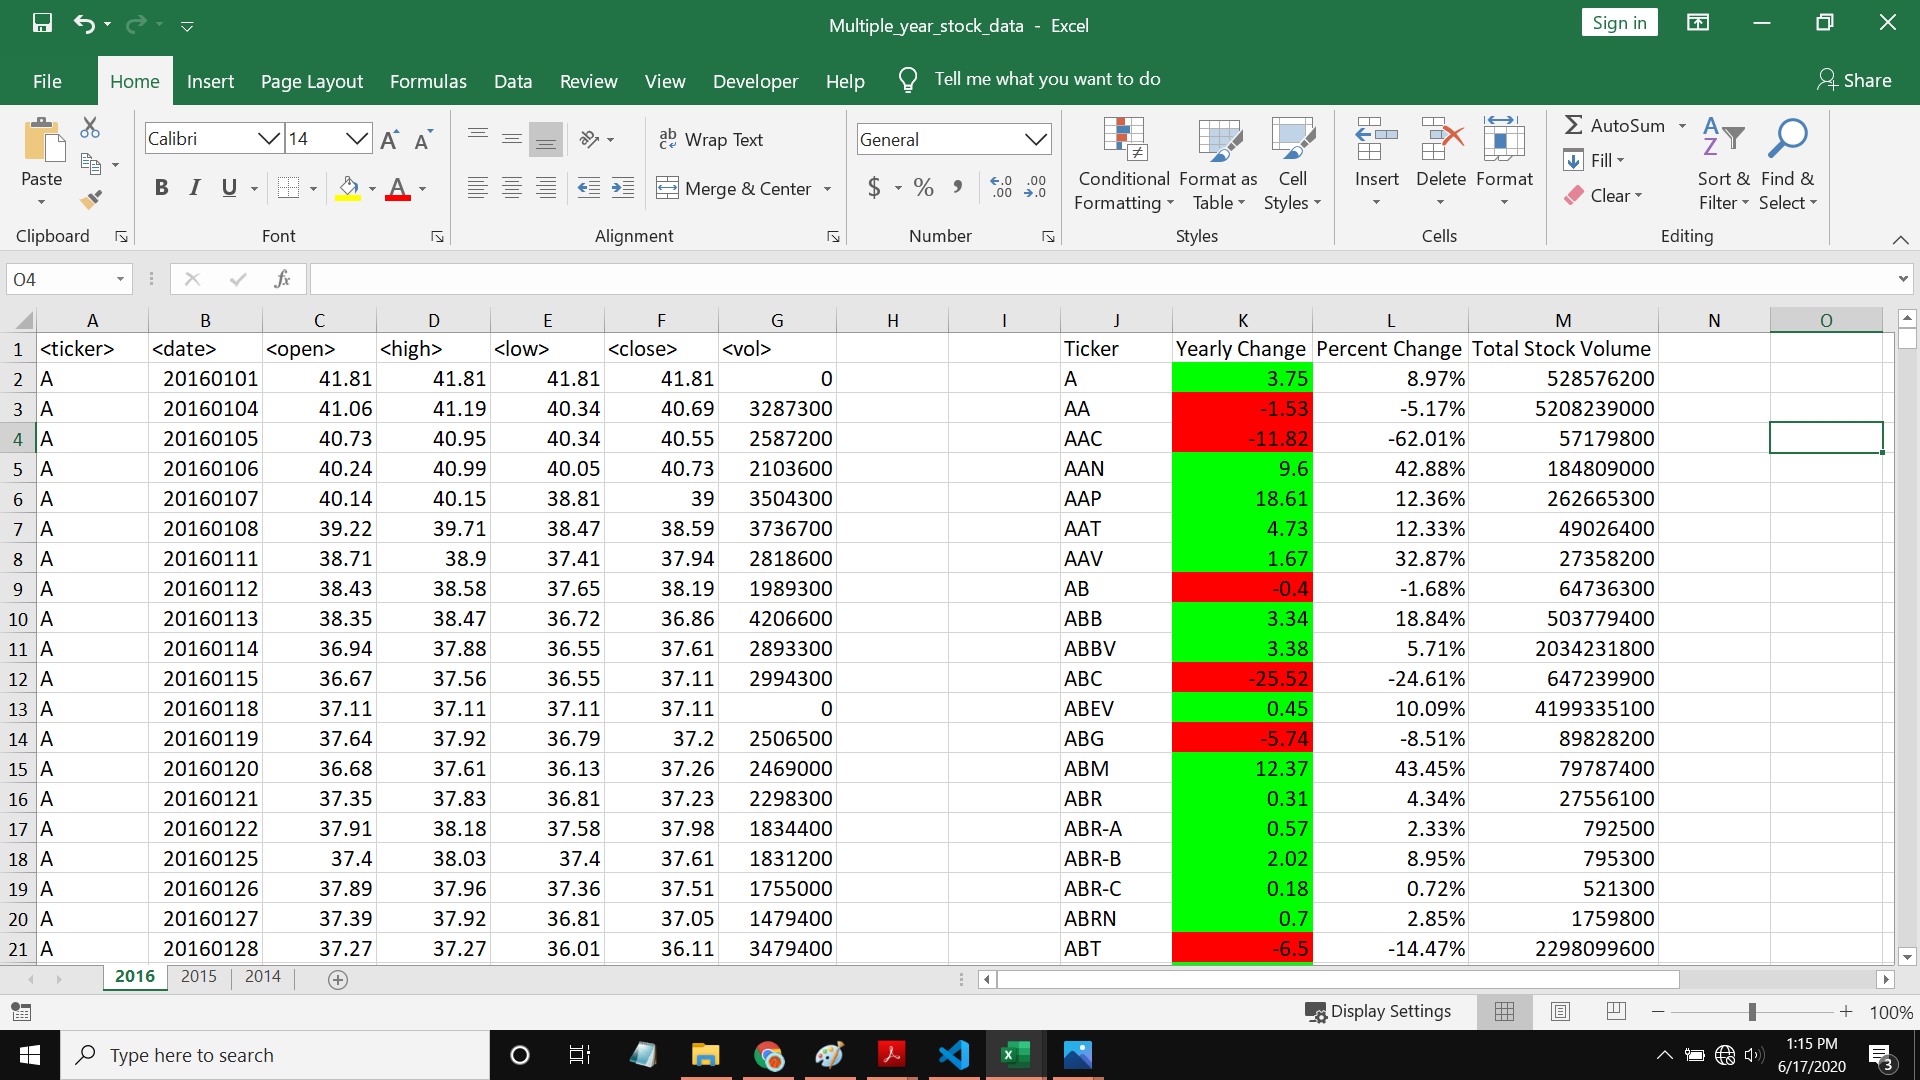 Multiple_year_stock_data - Excel
Sign in
File Home Insert Page Layout Formulas Data Review View Developer Help Tell me what you want to do Share
Paste
Clipboard
Calibri 14
B I U A
Font
Wrap Text
Merge & Center
Alignment
General
$ % ,
Number
Conditional Formatting
Format as Table
Cell Styles
Styles
Insert Delete Format
Cells
AutoSum
Fill
Clear
Sort & Filter
Find & Select
Editing
O4 fx
A B C D E F G H I J K L M N O
1 <ticker> <date> <open> <high> <low> <close> <vol> Ticker Yearly Change Percent Change Total Stock Volume
2 A 20160101 41.81 41.81 41.81 41.81 0 A 3.75 8.97% 528576200
3 A 20160104 41.06 41.19 40.34 40.69 3287300 AA -1.53 -5.17% 5208239000
4 A 20160105 40.73 40.95 40.34 40.55 2587200 AAC -11.82 -62.01% 57179800
5 A 20160106 40.24 40.99 40.05 40.73 2103600 AAN 9.6 42.88% 184809000
6 A 20160107 40.14 40.15 38.81 39 3504300 AAP 18.61 12.36% 262665300
7 A 20160108 39.22 39.71 38.47 38.59 3736700 AAT 4.73 12.33% 49026400
8 A 20160111 38.71 38.9 37.41 37.94 2818600 AAV 1.67 32.87% 27358200
9 A 20160112 38.43 38.58 37.65 38.19 1989300 AB -0.4 -1.68% 64736300
10 A 20160113 38.35 38.47 36.72 36.86 4206600 ABB 3.34 18.84% 503779400
11 A 20160114 36.94 37.88 36.55 37.61 2893300 ABBV 3.38 5.71% 2034231800
12 A 20160115 36.67 37.56 36.55 37.11 2994300 ABC -25.52 -24.61% 647239900
13 A 20160118 37.11 37.11 37.11 37.11 0 ABEV 0.45 10.09% 4199335100
14 A 20160119 37.64 37.92 36.79 37.2 2506500 ABG -5.74 -8.51% 89828200
15 A 20160120 36.68 37.61 36.13 37.26 2469000 ABM 12.37 43.45% 79787400
16 A 20160121 37.35 37.83 36.81 37.23 2298300 ABR 0.31 4.34% 27556100
17 A 20160122 37.91 38.18 37.58 37.98 1834400 ABR-A 0.57 2.33% 792500
18 A 20160125 37.4 38.03 37.4 37.61 1831200 ABR-B 2.02 8.95% 795300
19 A 20160126 37.89 37.96 37.36 37.51 1755000 ABR-C 0.18 0.72% 521300
20 A 20160127 37.39 37.92 36.81 37.05 1479400 ABRN 0.7 2.85% 1759800
21 A 20160128 37.27 37.27 36.01 36.11 3479400 ABT -6.5 -14.47% 2298099600
2016 2015 2014
Display Settings 100%
Type here to search
1:15 PM
6/17/2020
3